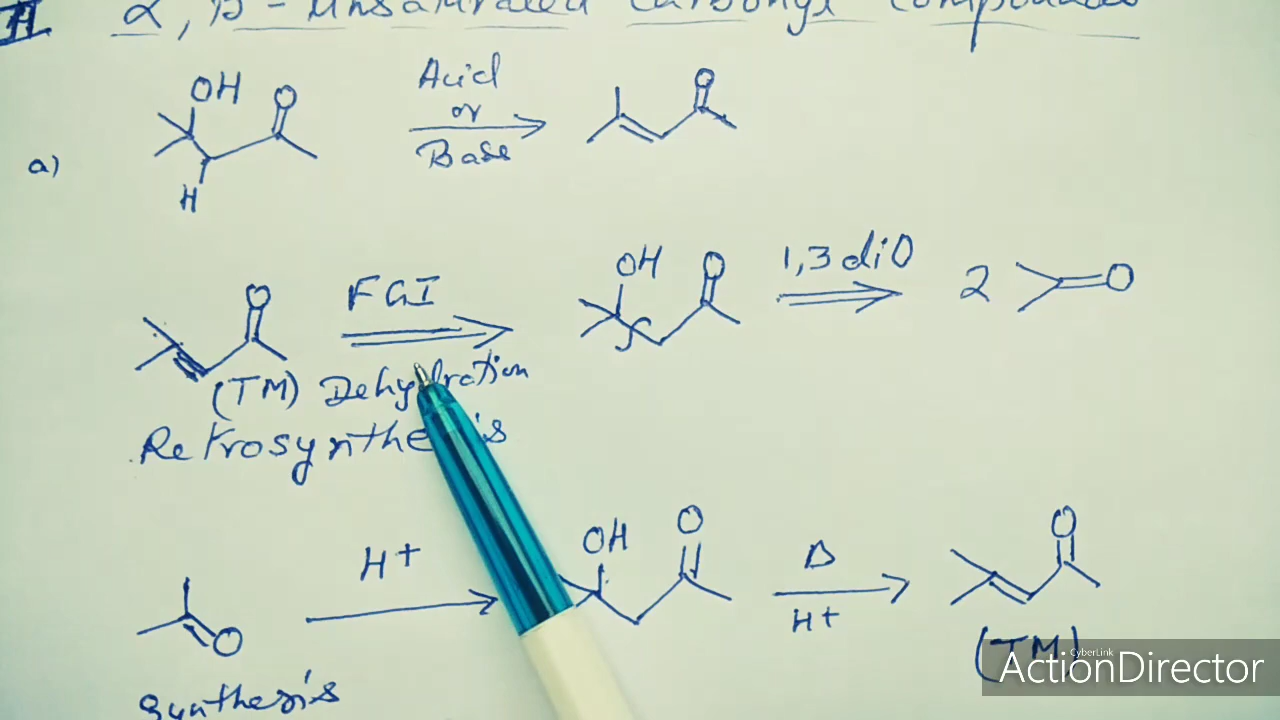 II. α, β - Unsaturated Carbonyl Compounds
OH O
Acid
or
Base
O
a)
H
OH O
1,3 diO
FGI
2 O
O
(TM) Dehydration
Retrosynthesis
OH O
H+
Δ
H+
O
O
(TM)
Synthesis
CyberLink
ActionDirector